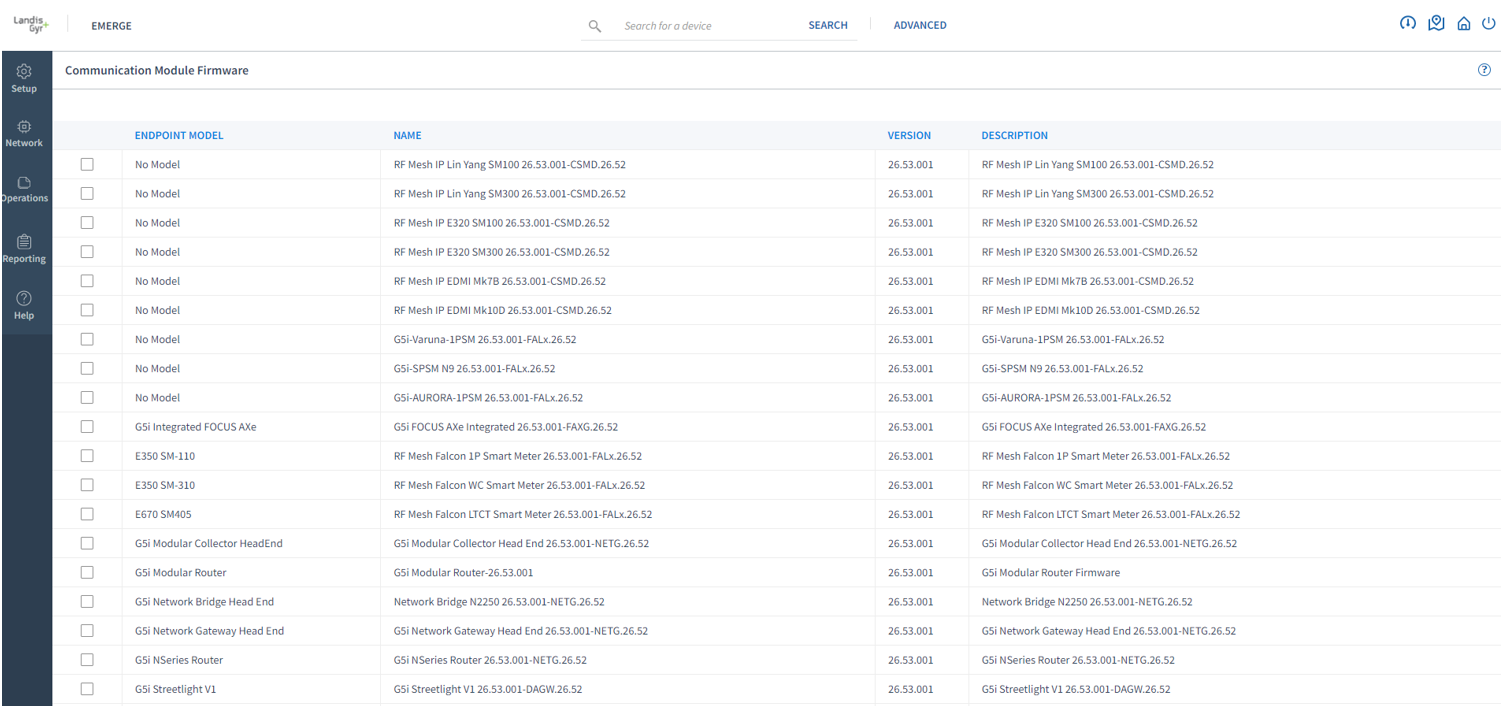 Landis
Gyr+
EMERGE
Search for a device
SEARCH
ADVANCED
Setup
Network
Operations
Reporting
Help
Communication Module Firmware
?
ENDPOINT MODEL NAME VERSION DESCRIPTION
No Model RF Mesh IP Lin Yang SM100 26.53.001-CSMD.26.52 26.53.001 RF Mesh IP Lin Yang SM100 26.53.001-CSMD.26.52
No Model RF Mesh IP Lin Yang SM300 26.53.001-CSMD.26.52 26.53.001 RF Mesh IP Lin Yang SM300 26.53.001-CSMD.26.52
No Model RF Mesh IP E320 SM100 26.53.001-CSMD.26.52 26.53.001 RF Mesh IP E320 SM100 26.53.001-CSMD.26.52
No Model RF Mesh IP E320 SM300 26.53.001-CSMD.26.52 26.53.001 RF Mesh IP E320 SM300 26.53.001-CSMD.26.52
No Model RF Mesh IP EDMI Mk7B 26.53.001-CSMD.26.52 26.53.001 RF Mesh IP EDMI Mk7B 26.53.001-CSMD.26.52
No Model RF Mesh IP EDMI Mk10D 26.53.001-CSMD.26.52 26.53.001 RF Mesh IP EDMI Mk10D 26.53.001-CSMD.26.52
No Model G5i-Varuna-1PSM 26.53.001-FALx.26.52 26.53.001 G5i-Varuna-1PSM 26.53.001-FALx.26.52
No Model G5i-SPSM N9 26.53.001-FALx.26.52 26.53.001 G5i-SPSM N9 26.53.001-FALx.26.52
No Model G5i-AURORA-1PSM 26.53.001-FALx.26.52 26.53.001 G5i-AURORA-1PSM 26.53.001-FALx.26.52
G5i Integrated FOCUS AXe G5i FOCUS AXe Integrated 26.53.001-FAXG.26.52 26.53.001 G5i FOCUS AXe Integrated 26.53.001-FAXG.26.52
E350 SM-110 RF Mesh Falcon 1P Smart Meter 26.53.001-FALx.26.52 26.53.001 RF Mesh Falcon 1P Smart Meter 26.53.001-FALx.26.52
E350 SM-310 RF Mesh Falcon WC Smart Meter 26.53.001-FALx.26.52 26.53.001 RF Mesh Falcon WC Smart Meter 26.53.001-FALx.26.52
E670 SM405 RF Mesh Falcon LTCT Smart Meter 26.53.001-FALx.26.52 26.53.001 RF Mesh Falcon LTCT Smart Meter 26.53.001-FALx.26.52
G5i Modular Collector HeadEnd G5i Modular Collector Head End 26.53.001-NETG.26.52 26.53.001 G5i Modular Collector Head End 26.53.001-NETG.26.52
G5i Modular Router G5i Modular Router-26.53.001 26.53.001 G5i Modular Router Firmware
G5i Network Bridge Head End Network Bridge N2250 26.53.001-NETG.26.52 26.53.001 Network Bridge N2250 26.53.001-NETG.26.52
G5i Network Gateway Head End G5i Network Gateway Head End 26.53.001-NETG.26.52 26.53.001 G5i Network Gateway Head End 26.53.001-NETG.26.52
G5i NSeries Router G5i NSeries Router 26.53.001-NETG.26.52 26.53.001 G5i NSeries Router 26.53.001-NETG.26.52
G5i Streetlight V1 G5i Streetlight V1 26.53.001-DAGW.26.52 26.53.001 G5i Streetlight V1 26.53.001-DAGW.26.52